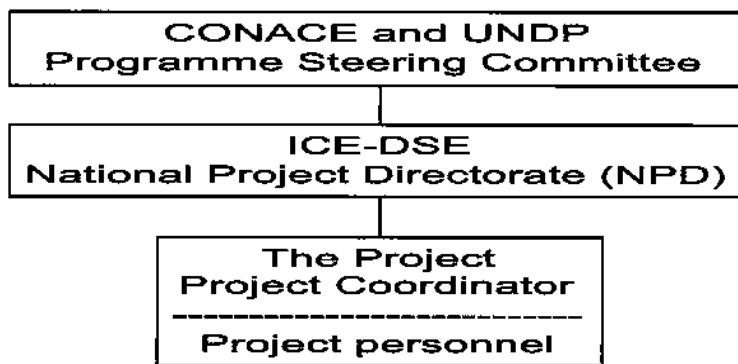 CONACE and UNDP
Programme Steering Committee
ICE-DSE
National Project Directorate (NPD)
The Project
Project Coordinator
Project personnel